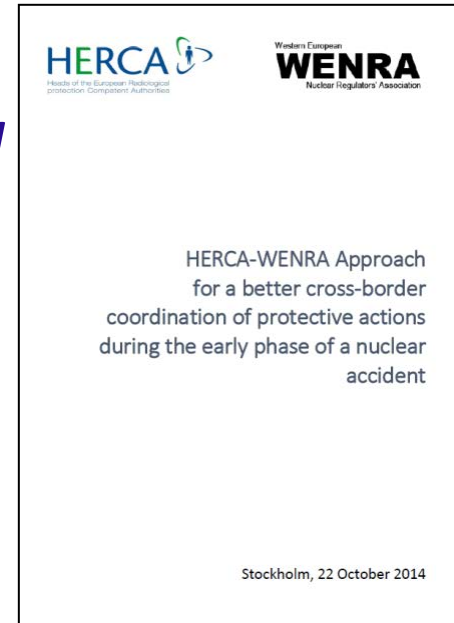 HERCA
Heads of the European Radiological
protection Competent Authorities
Western European
WENRA
Nuclear Regulators' Association
HERCA-WENRA Approach
for a better cross-border
coordination of protective actions
during the early phase of a nuclear
accident
Stockholm, 22 October 2014